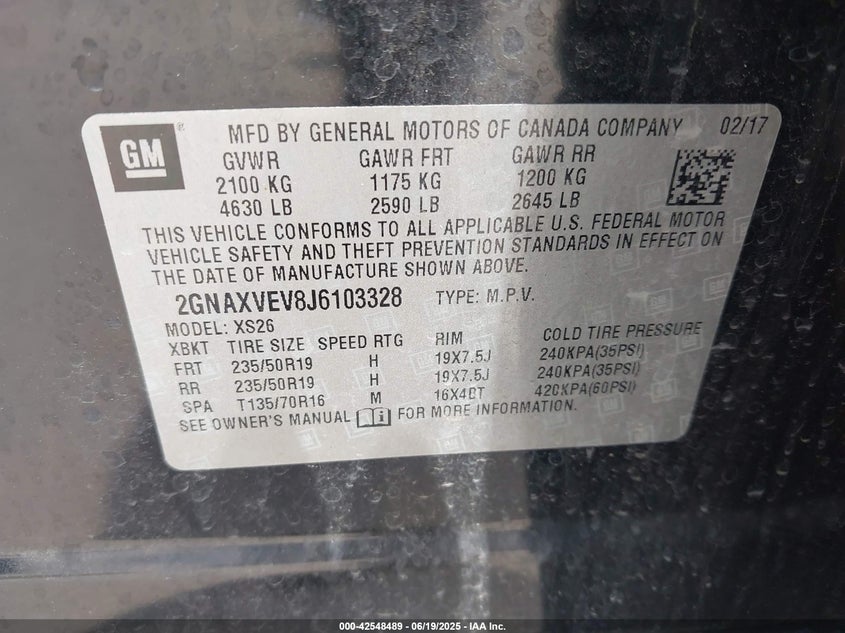 GM ® MFD BY GENERAL MOTORS OF CANADA COMPANY 02/17
GVWR GAWR FRT GAWR RR
2100 KG 1175 KG 1200 KG
4630 LB 2590 LB 2645 LB
THIS VEHICLE CONFORMS TO ALL APPLICABLE U.S. FEDERAL MOTOR
VEHICLE SAFETY AND THEFT PREVENTION STANDARDS IN EFFECT ON
THE DATE OF MANUFACTURE SHOWN ABOVE.
2GNAXVEV8J6103328 TYPE: M.P.V.
MODEL: XS26
XBKT TIRE SIZE SPEED RTG RIM COLD TIRE PRESSURE
FRT 235/50R19 H 19X7.5J 240KPA(35PSI)
RR 235/50R19 H 19X7.5J 240KPA(35PSI)
SPA T135/70R16 M 16X4BT 420KPA(60PSI)
SEE OWNER'S MANUAL i FOR MORE INFORMATION.
000-42548489 - 06/19/2025 - IAA Inc.